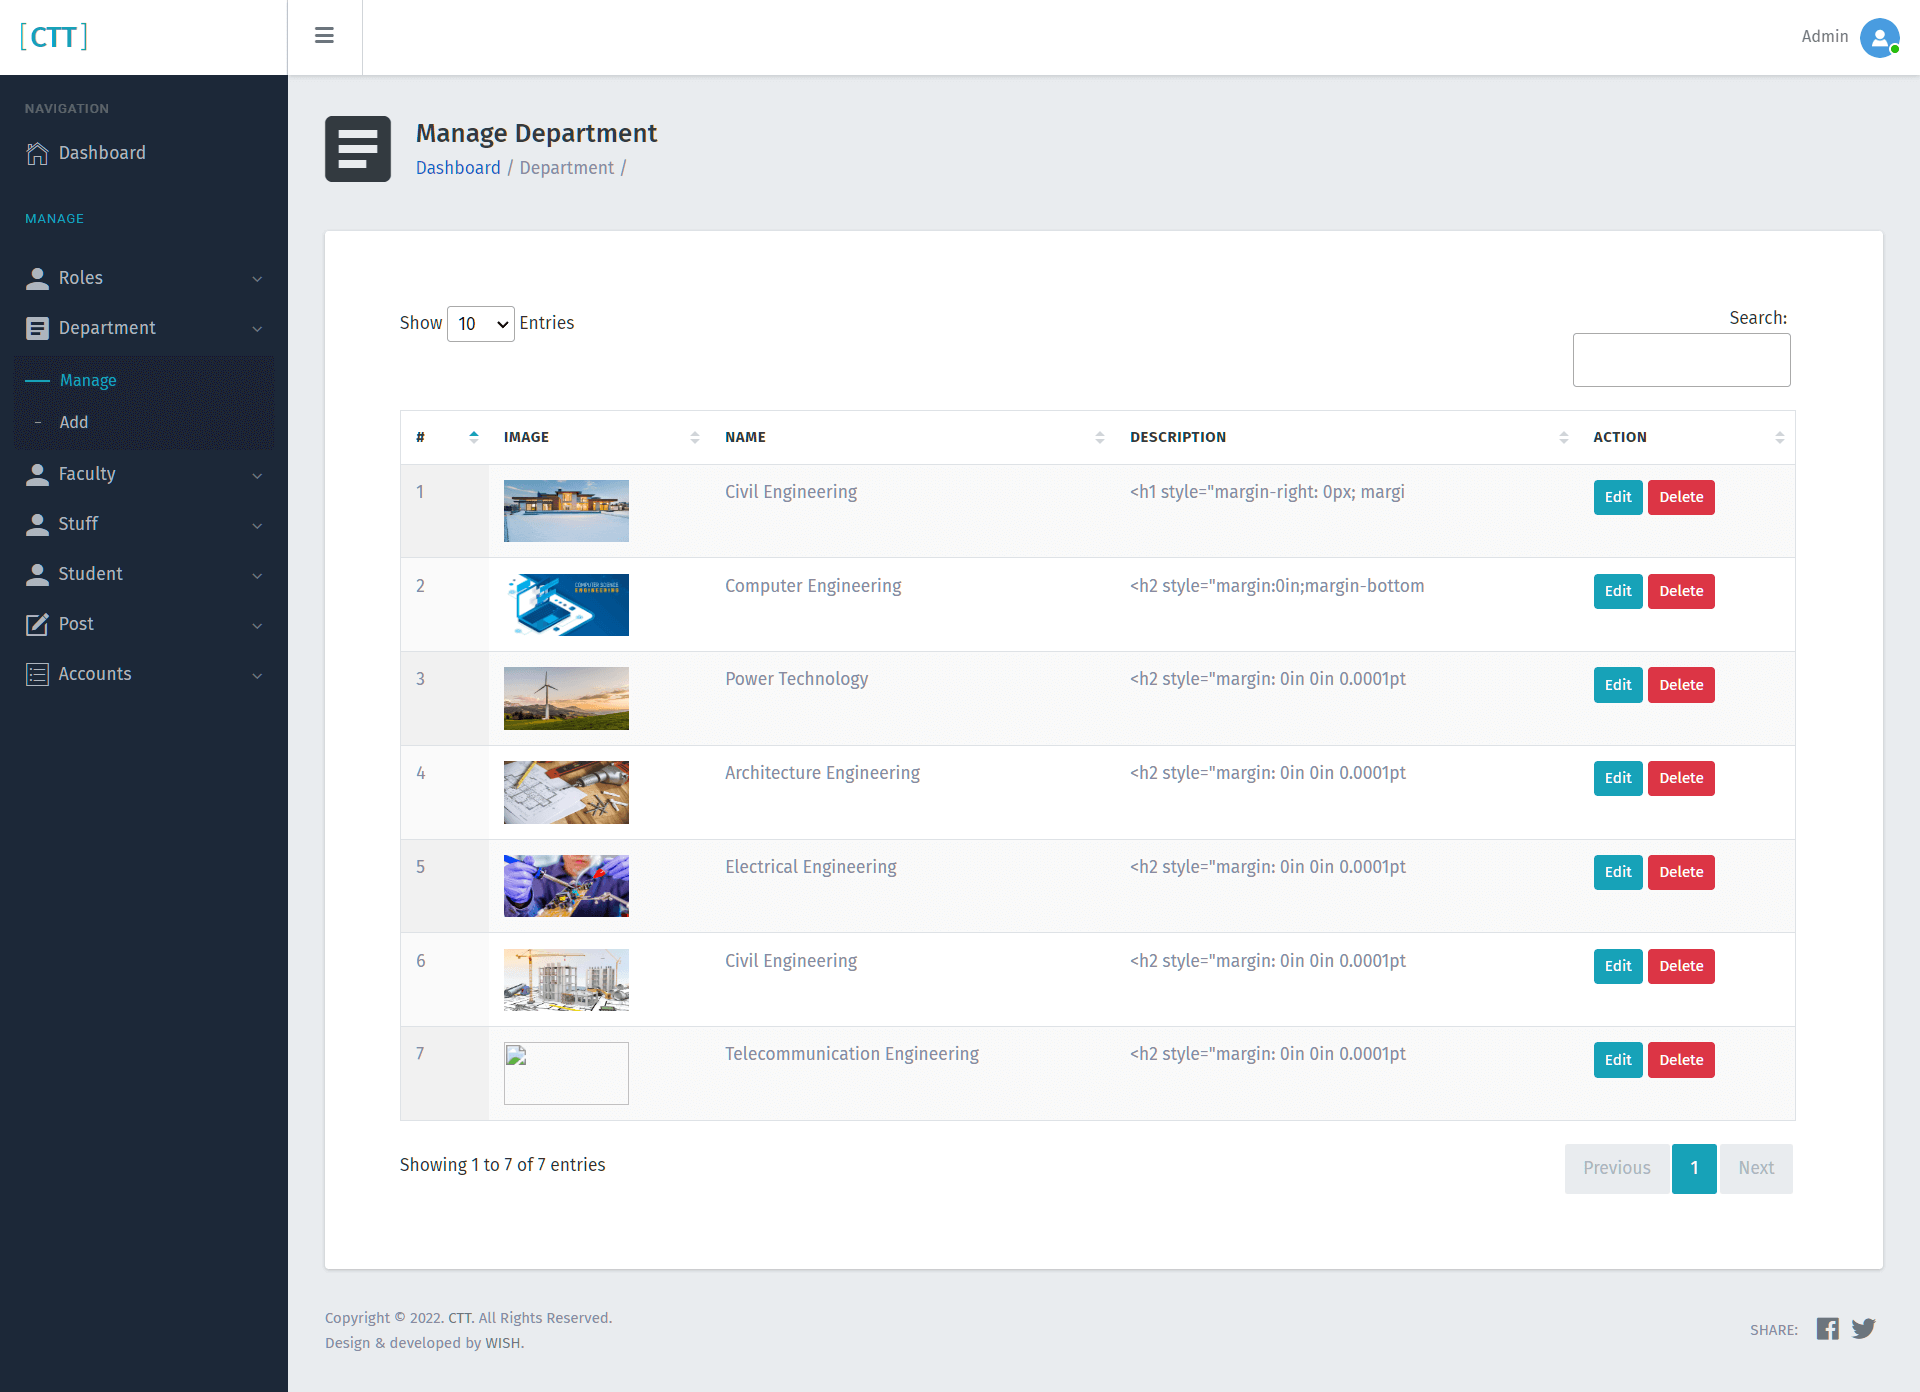 [CTT]
Admin
NAVIGATION
Dashboard
MANAGE
Roles
Department
Manage
Add
Faculty
Stuff
Student
Post
Accounts
Manage Department
Dashboard / Department /
Show 10 Entries
Search:
# IMAGE NAME DESCRIPTION ACTION
1 Civil Engineering <h1 style="margin-right: 0px; margi Edit Delete
COMPUTER SCIENCE
ENGINEERING
2 Computer Engineering <h2 style="margin:0in;margin-bottom Edit Delete
3 Power Technology <h2 style="margin: 0in 0in 0.0001pt Edit Delete
4 Architecture Engineering <h2 style="margin: 0in 0in 0.0001pt Edit Delete
5 Electrical Engineering <h2 style="margin: 0in 0in 0.0001pt Edit Delete
6 Civil Engineering <h2 style="margin: 0in 0in 0.0001pt Edit Delete
7 Telecommunication Engineering <h2 style="margin: 0in 0in 0.0001pt Edit Delete
Showing 1 to 7 of 7 entries
Previous 1 Next
Copyright © 2022. CTT. All Rights Reserved.
Design & developed by WISH.
SHARE: